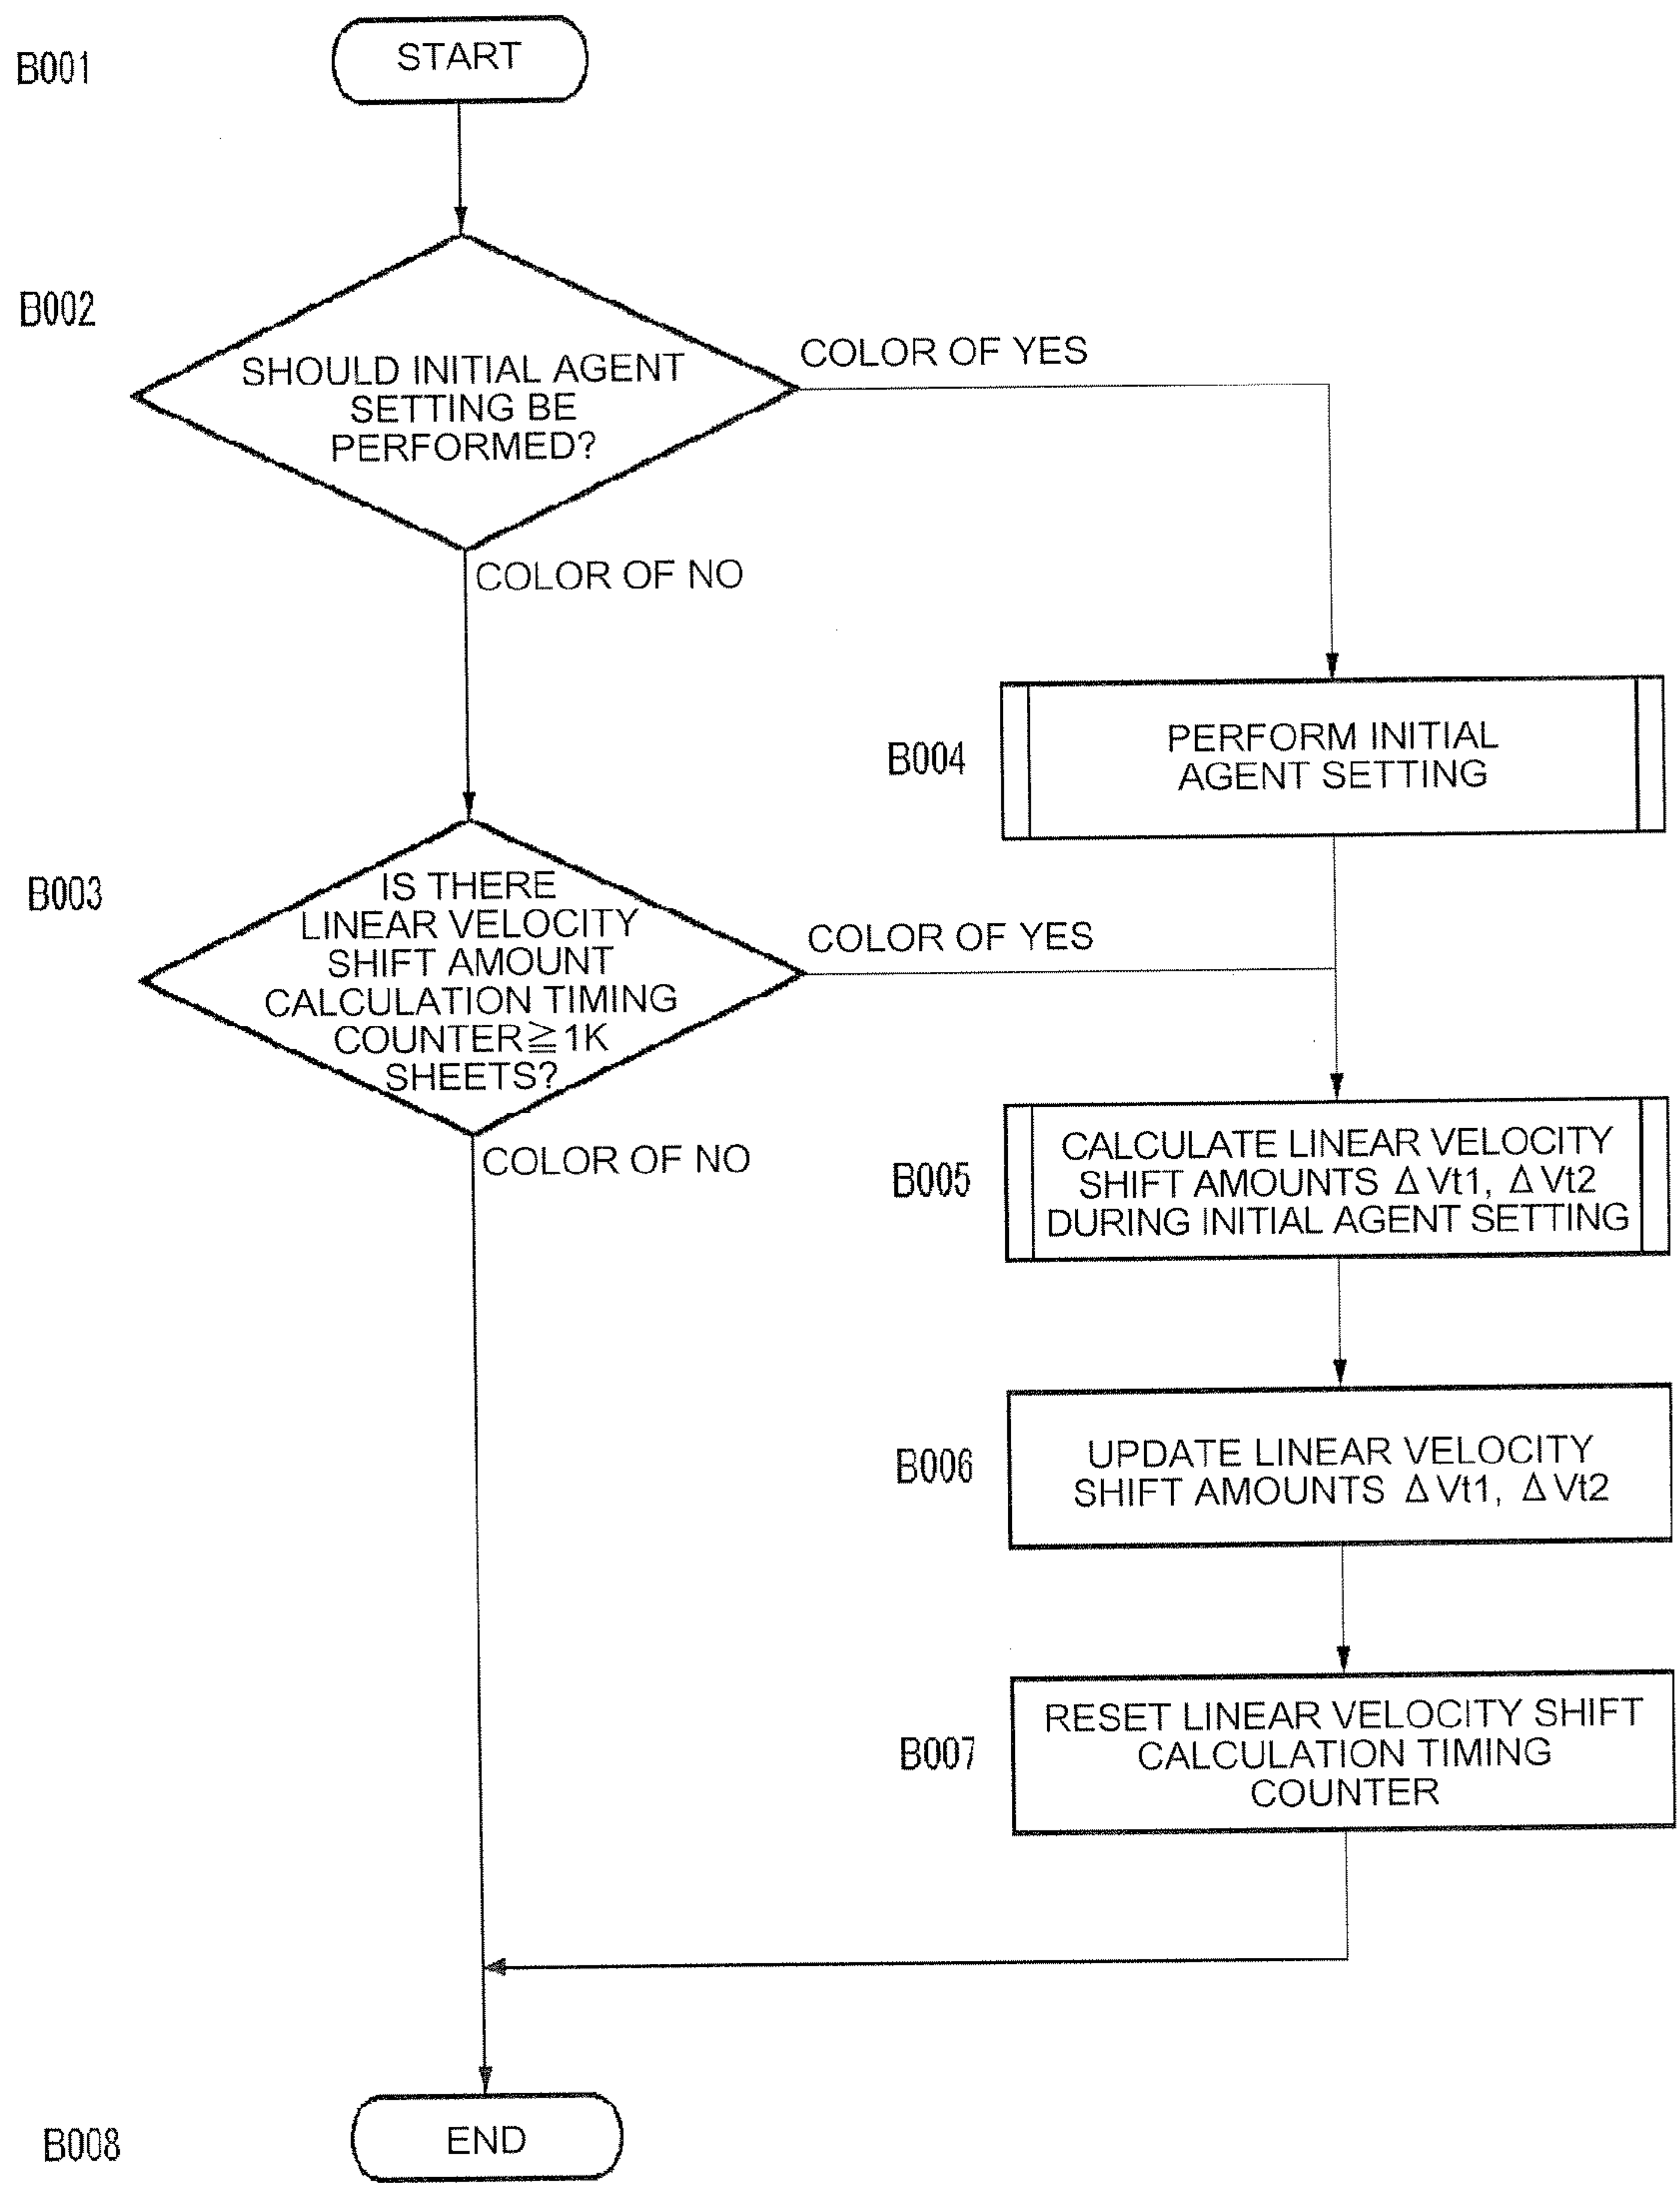 B001
START
B002
SHOULD INITIAL AGENT
SETTING BE
PERFORMED?
COLOR OF YES
COLOR OF NO
B004
PERFORM INITIAL
AGENT SETTING
B003
IS THERE
LINEAR VELOCITY
SHIFT AMOUNT
CALCULATION TIMING
COUNTER≧1K
SHEETS?
COLOR OF YES
COLOR OF NO
B005
CALCULATE LINEAR VELOCITY
SHIFT AMOUNTS ΔVt1, ΔVt2
DURING INITIAL AGENT SETTING
B006
UPDATE LINEAR VELOCITY
SHIFT AMOUNTS ΔVt1, ΔVt2
B007
RESET LINEAR VELOCITY SHIFT
CALCULATION TIMING
COUNTER
B008
END